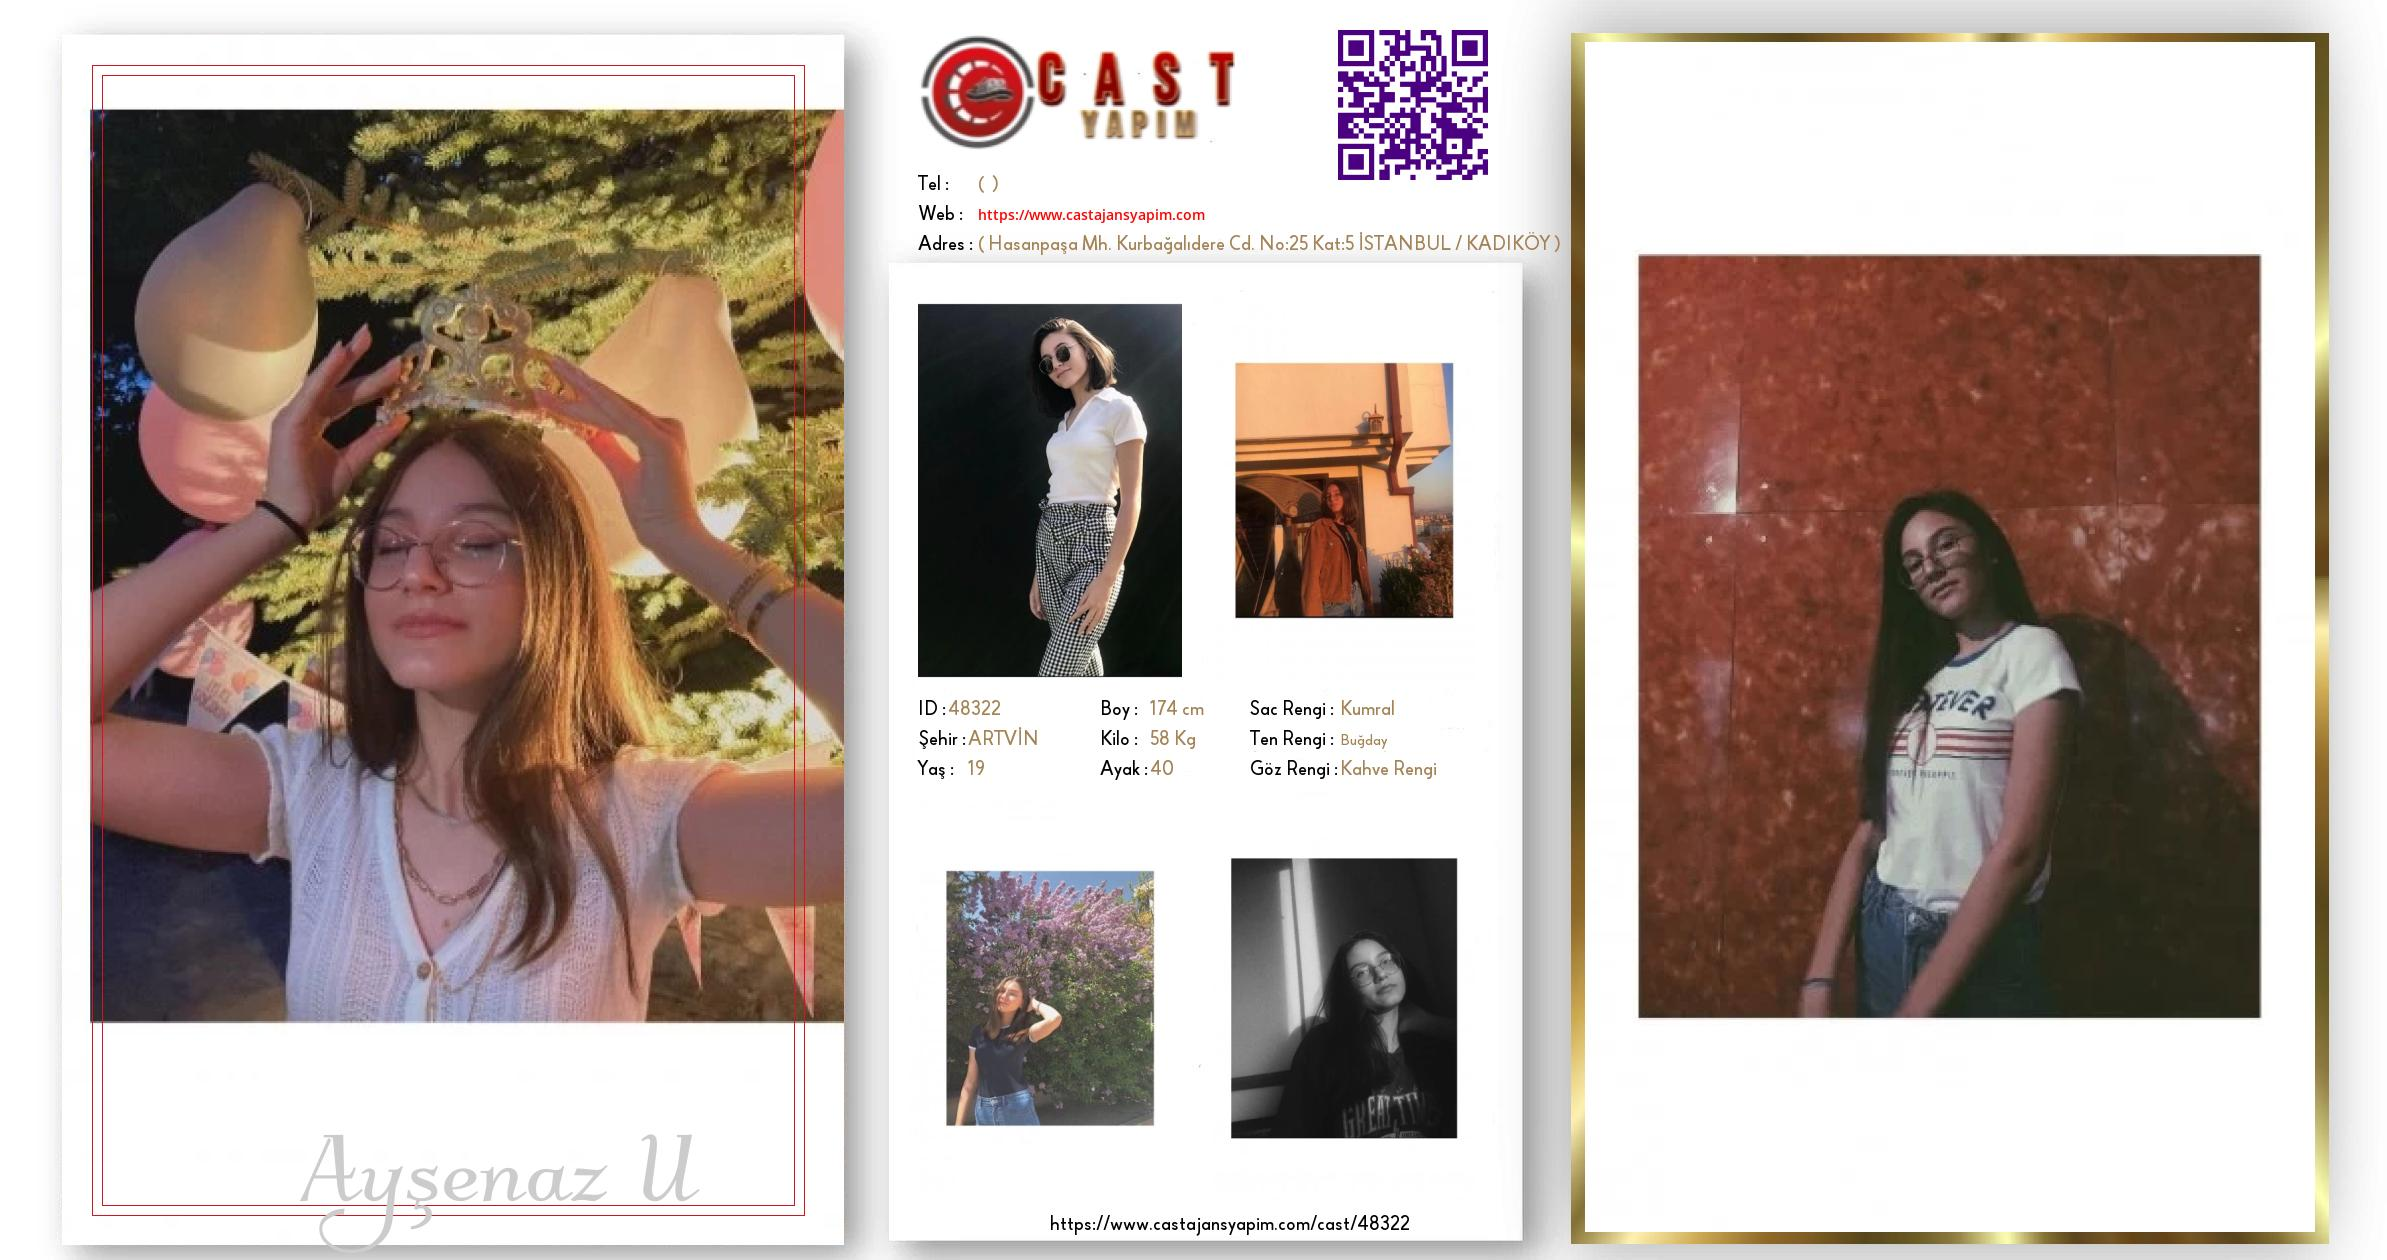 CAST
YAPIM
Tel : ( )
Web : https://www.castajansyapim.com
Adres : ( Hasanpaşa Mh. Kurbağalıdere Cd. No:25 Kat:5 İSTANBUL / KADIKÖY )
ID : 48322 Boy : 174 cm Sac Rengi : Kumral
Şehir : ARTVİN Kilo : 58 Kg Ten Rengi : Buğday
Yaş : 19 Ayak : 40 Göz Rengi : Kahve Rengi
https://www.castajansyapim.com/cast/48322
Ayşenaz U